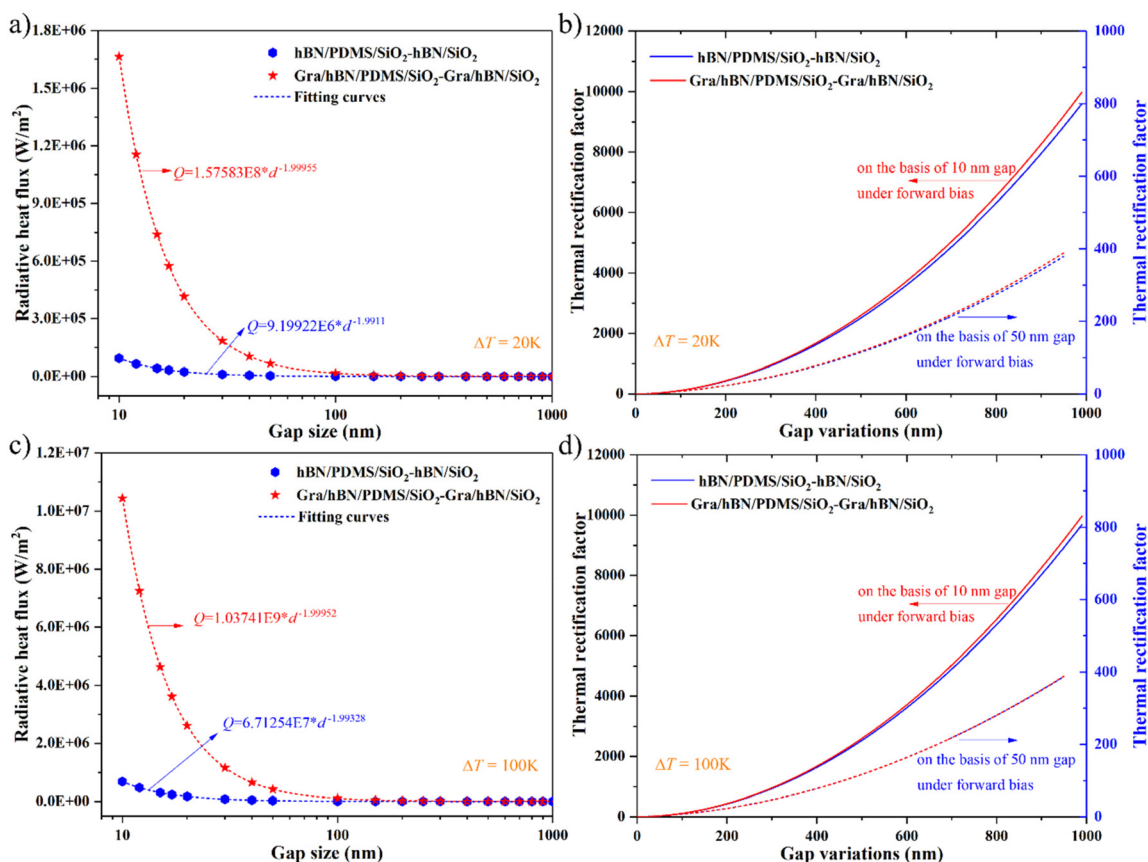 a)
Radiative heat flux (W/m²)
1.8E+06
1.5E+06
1.2E+06
9.0E+05
6.0E+05
3.0E+05
0.0E+00
hBN/PDMS/SiO₂-hBN/SiO₂
Gra/hBN/PDMS/SiO₂-Gra/hBN/SiO₂
Fitting curves
Q=1.57583E8*d^-1.99955
Q=9.19922E6*d^-1.9911
ΔT = 20K
10
100
1000
Gap size (nm)
b)
Thermal rectification factor
12000
10000
8000
6000
4000
2000
0
hBN/PDMS/SiO₂-hBN/SiO₂
Gra/hBN/PDMS/SiO₂-Gra/hBN/SiO₂
on the basis of 10 nm gap
under forward bias
on the basis of 50 nm gap
under forward bias
ΔT = 20K
1000
800
600
400
200
0
Thermal rectification factor
0
200
400
600
800
1000
Gap variations (nm)
c)
Radiative heat flux (W/m²)
1.2E+07
1.0E+07
8.0E+06
6.0E+06
4.0E+06
2.0E+06
0.0E+00
hBN/PDMS/SiO₂-hBN/SiO₂
Gra/hBN/PDMS/SiO₂-Gra/hBN/SiO₂
Fitting curves
Q=1.03741E9*d^-1.99952
Q=6.71254E7*d^-1.99328
ΔT = 100K
10
100
1000
Gap size (nm)
d)
Thermal rectification factor
12000
10000
8000
6000
4000
2000
0
hBN/PDMS/SiO₂-hBN/SiO₂
Gra/hBN/PDMS/SiO₂-Gra/hBN/SiO₂
on the basis of 10 nm gap
under forward bias
on the basis of 50 nm gap
under forward bias
ΔT = 100K
1000
800
600
400
200
0
Thermal rectification factor
0
200
400
600
800
1000
Gap variations (nm)